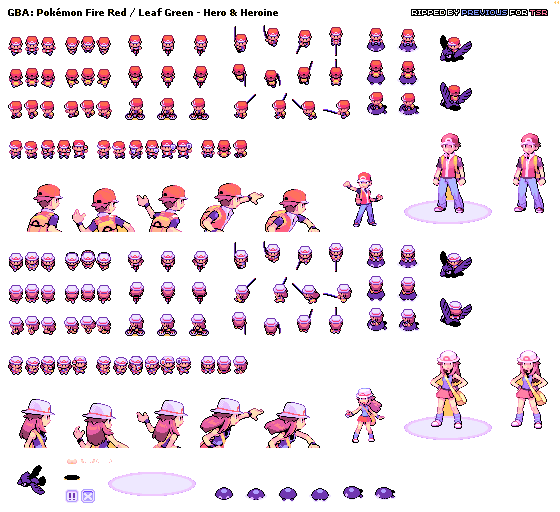 GBA: Pokémon Fire Red / Leaf Green - Hero & Heroine
RIPPED BY PREVIOUS FOR TSR